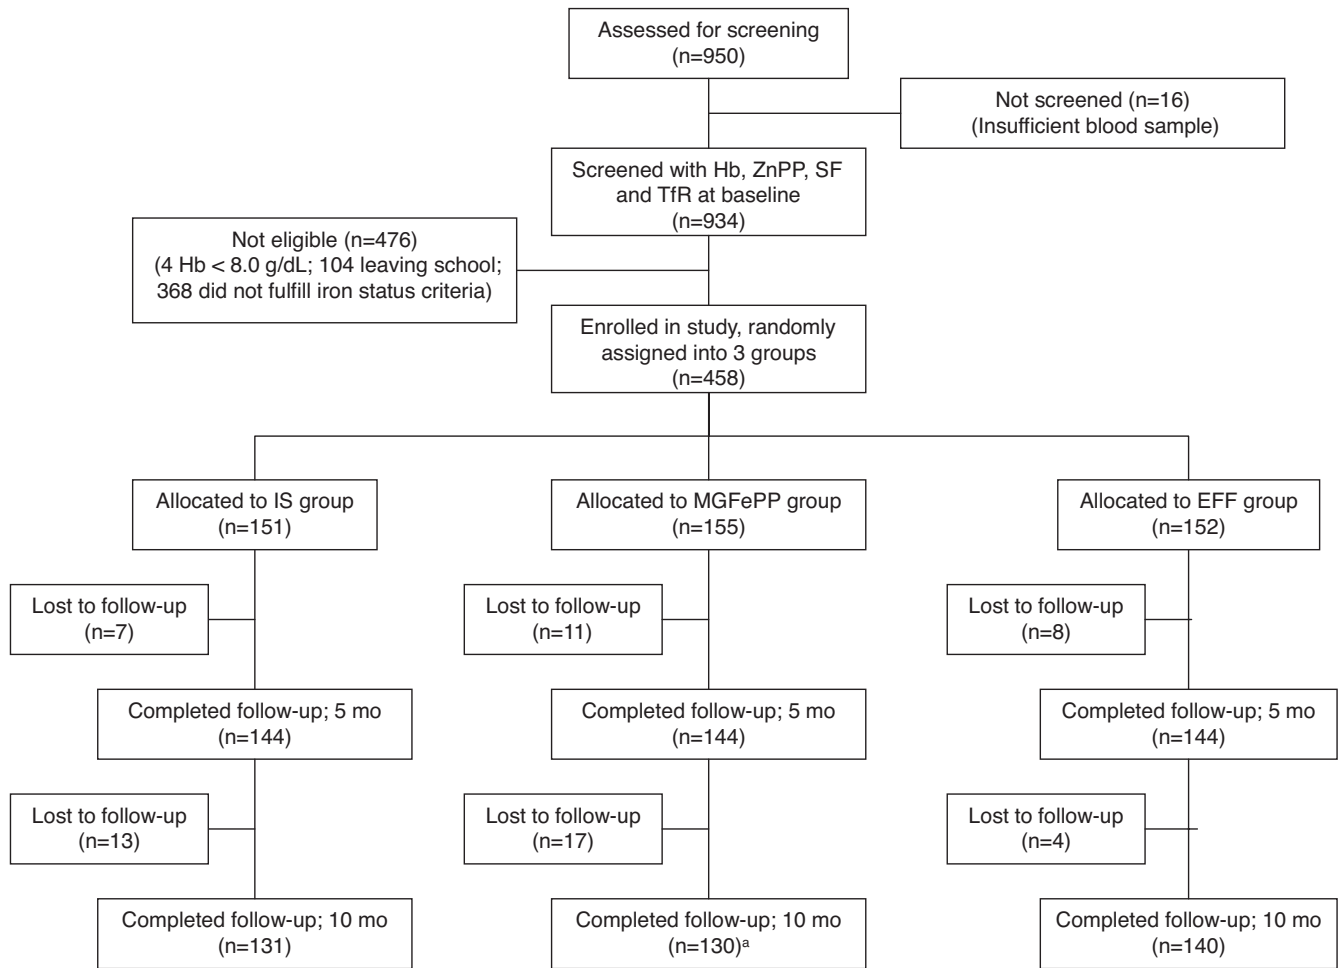 Assessed for screening
(n=950)
Not screened (n=16)
(Insufficient blood sample)
Screened with Hb, ZnPP, SF
and TfR at baseline
(n=934)
Not eligible (n=476)
(4 Hb < 8.0 g/dL; 104 leaving school;
368 did not fulfill iron status criteria)
Enrolled in study, randomly
assigned into 3 groups
(n=458)
Allocated to IS group
(n=151)
Allocated to MGFePP group
(n=155)
Allocated to EFF group
(n=152)
Lost to follow-up
(n=7)
Lost to follow-up
(n=11)
Lost to follow-up
(n=8)
Completed follow-up; 5 mo
(n=144)
Completed follow-up; 5 mo
(n=144)
Completed follow-up; 5 mo
(n=144)
Lost to follow-up
(n=13)
Lost to follow-up
(n=17)
Lost to follow-up
(n=4)
Completed follow-up; 10 mo
(n=131)
Completed follow-up; 10 mo
(n=130)ᵃ
Completed follow-up; 10 mo
(n=140)